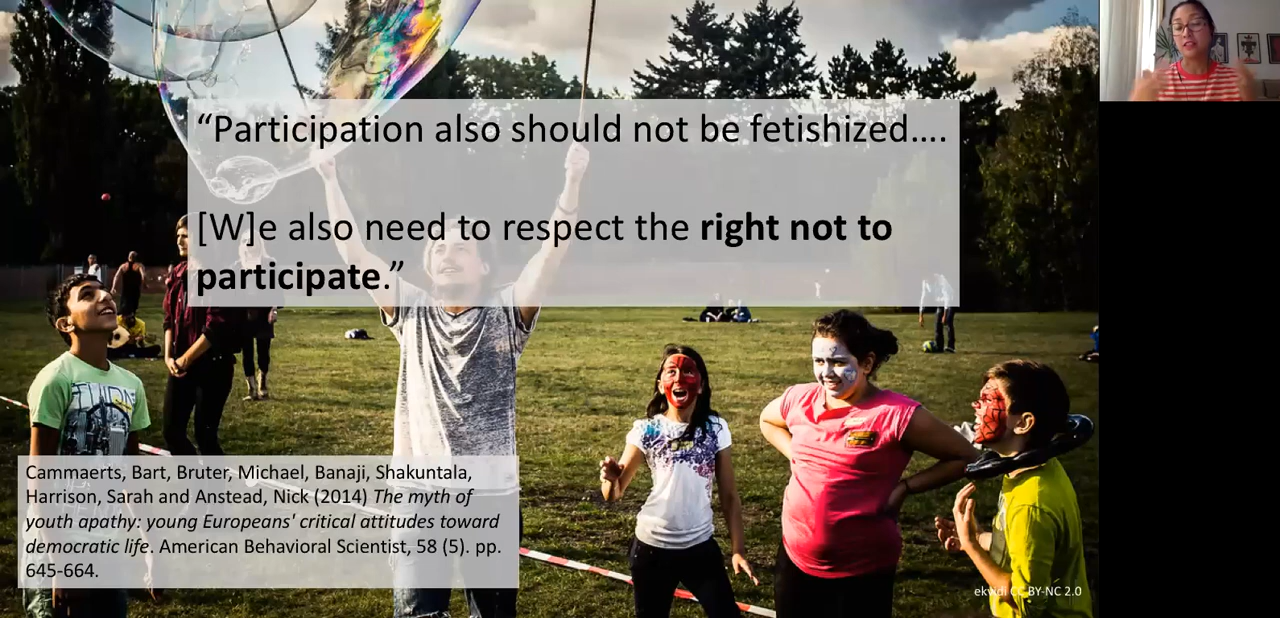 “Participation also should not be fetishized....
[W]e also need to respect the right not to
participate.”
Cammaerts, Bart, Bruter, Michael, Banaji, Shakuntala,
Harrison, Sarah and Anstead, Nick (2014) The myth of
youth apathy: young Europeans' critical attitudes toward
democratic life. American Behavioral Scientist, 58 (5). pp.
645-664.
CC BY-NC 2.0